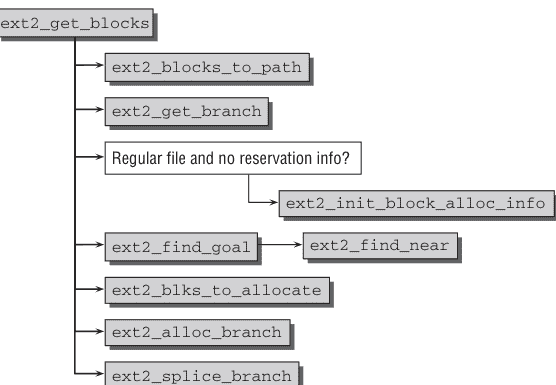 ext2_get_blocks
ext2_blocks_to_path
ext2_get_branch
Regular file and no reservation info?
ext2_init_block_alloc_info
ext2_find_goal
ext2_find_near
ext2_blks_to_allocate
ext2_alloc_branch
ext2_splice_branch